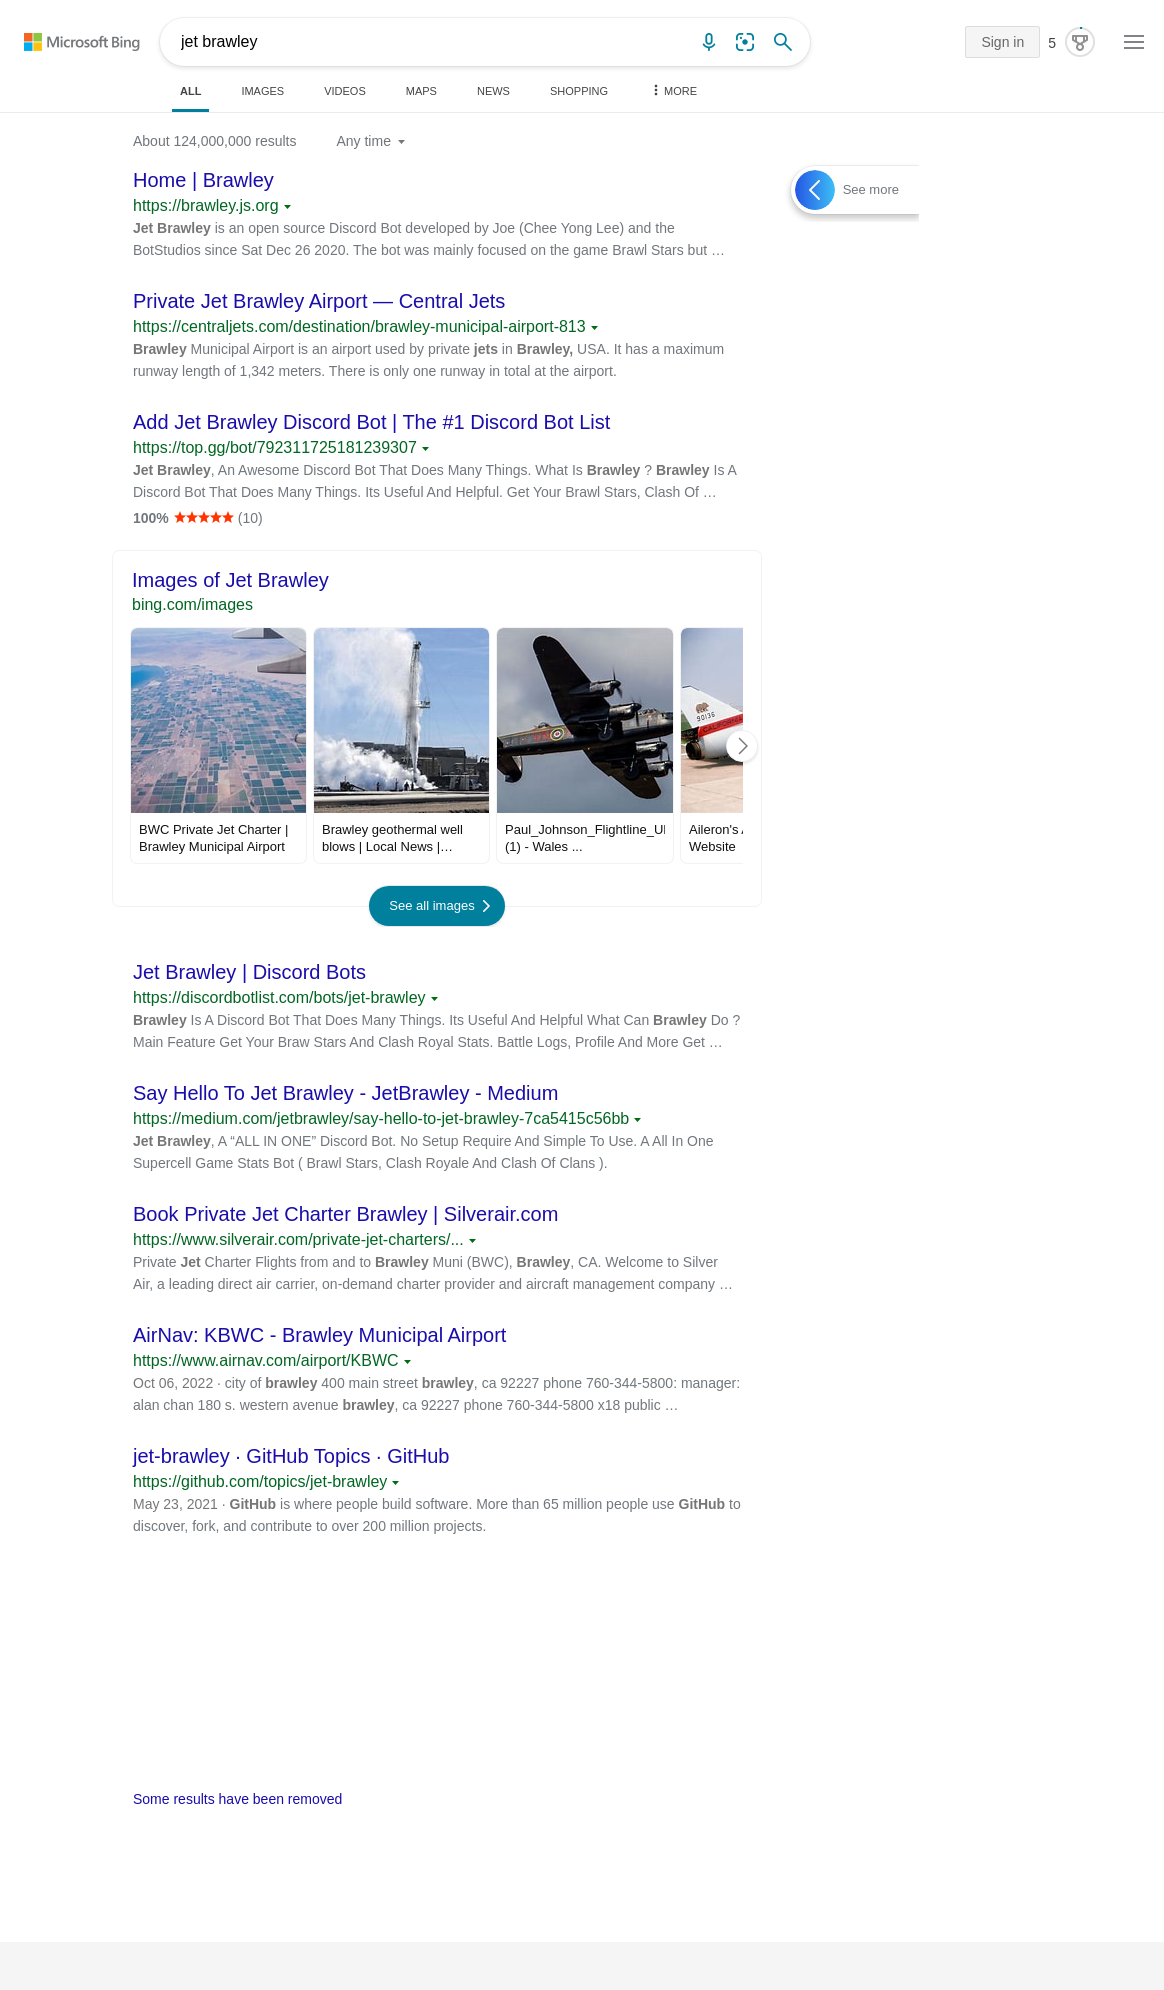 Microsoft Bing
jet brawley
Sign in
5
ALL IMAGES VIDEOS MAPS NEWS SHOPPING MORE
About 124,000,000 results Any time
See more
Home | Brawley
https://brawley.js.org
Jet Brawley is an open source Discord Bot developed by Joe (Chee Yong Lee) and the
BotStudios since Sat Dec 26 2020. The bot was mainly focused on the game Brawl Stars but …
Private Jet Brawley Airport — Central Jets
https://centraljets.com/destination/brawley-municipal-airport-813
Brawley Municipal Airport is an airport used by private jets in Brawley, USA. It has a maximum
runway length of 1,342 meters. There is only one runway in total at the airport.
Add Jet Brawley Discord Bot | The #1 Discord Bot List
https://top.gg/bot/792311725181239307
Jet Brawley, An Awesome Discord Bot That Does Many Things. What Is Brawley ? Brawley Is A
Discord Bot That Does Many Things. Its Useful And Helpful. Get Your Brawl Stars, Clash Of …
100% ★★★★★ (10)
Images of Jet Brawley
bing.com/images
90136
CALIFORNIA
BWC Private Jet Charter |
Brawley Municipal Airport
Brawley geothermal well
blows | Local News |…
Paul_Johnson_Flightline_UI
(1) - Wales ...
Aileron's
Website
See all images
Jet Brawley | Discord Bots
https://discordbotlist.com/bots/jet-brawley
Brawley Is A Discord Bot That Does Many Things. Its Useful And Helpful What Can Brawley Do ?
Main Feature Get Your Braw Stars And Clash Royal Stats. Battle Logs, Profile And More Get …
Say Hello To Jet Brawley - JetBrawley - Medium
https://medium.com/jetbrawley/say-hello-to-jet-brawley-7ca5415c56bb
Jet Brawley, A “ALL IN ONE” Discord Bot. No Setup Require And Simple To Use. A All In One
Supercell Game Stats Bot ( Brawl Stars, Clash Royale And Clash Of Clans ).
Book Private Jet Charter Brawley | Silverair.com
https://www.silverair.com/private-jet-charters/...
Private Jet Charter Flights from and to Brawley Muni (BWC), Brawley, CA. Welcome to Silver
Air, a leading direct air carrier, on-demand charter provider and aircraft management company …
AirNav: KBWC - Brawley Municipal Airport
https://www.airnav.com/airport/KBWC
Oct 06, 2022 · city of brawley 400 main street brawley, ca 92227 phone 760-344-5800: manager:
alan chan 180 s. western avenue brawley, ca 92227 phone 760-344-5800 x18 public …
jet-brawley · GitHub Topics · GitHub
https://github.com/topics/jet-brawley
May 23, 2021 · GitHub is where people build software. More than 65 million people use GitHub to
discover, fork, and contribute to over 200 million projects.
Some results have been removed